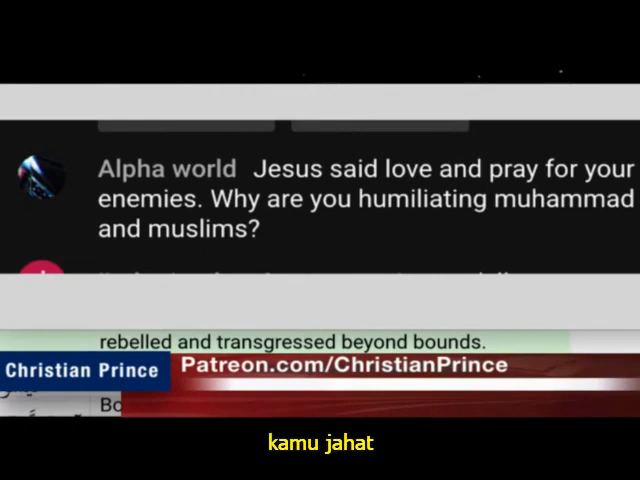 Alpha world Jesus said love and pray for your
enemies. Why are you humiliating muhammad
and muslims?
rebelled and transgressed beyond bounds.
Christian Prince
Patreon.com/ChristianPrince
Bo
kamu jahat